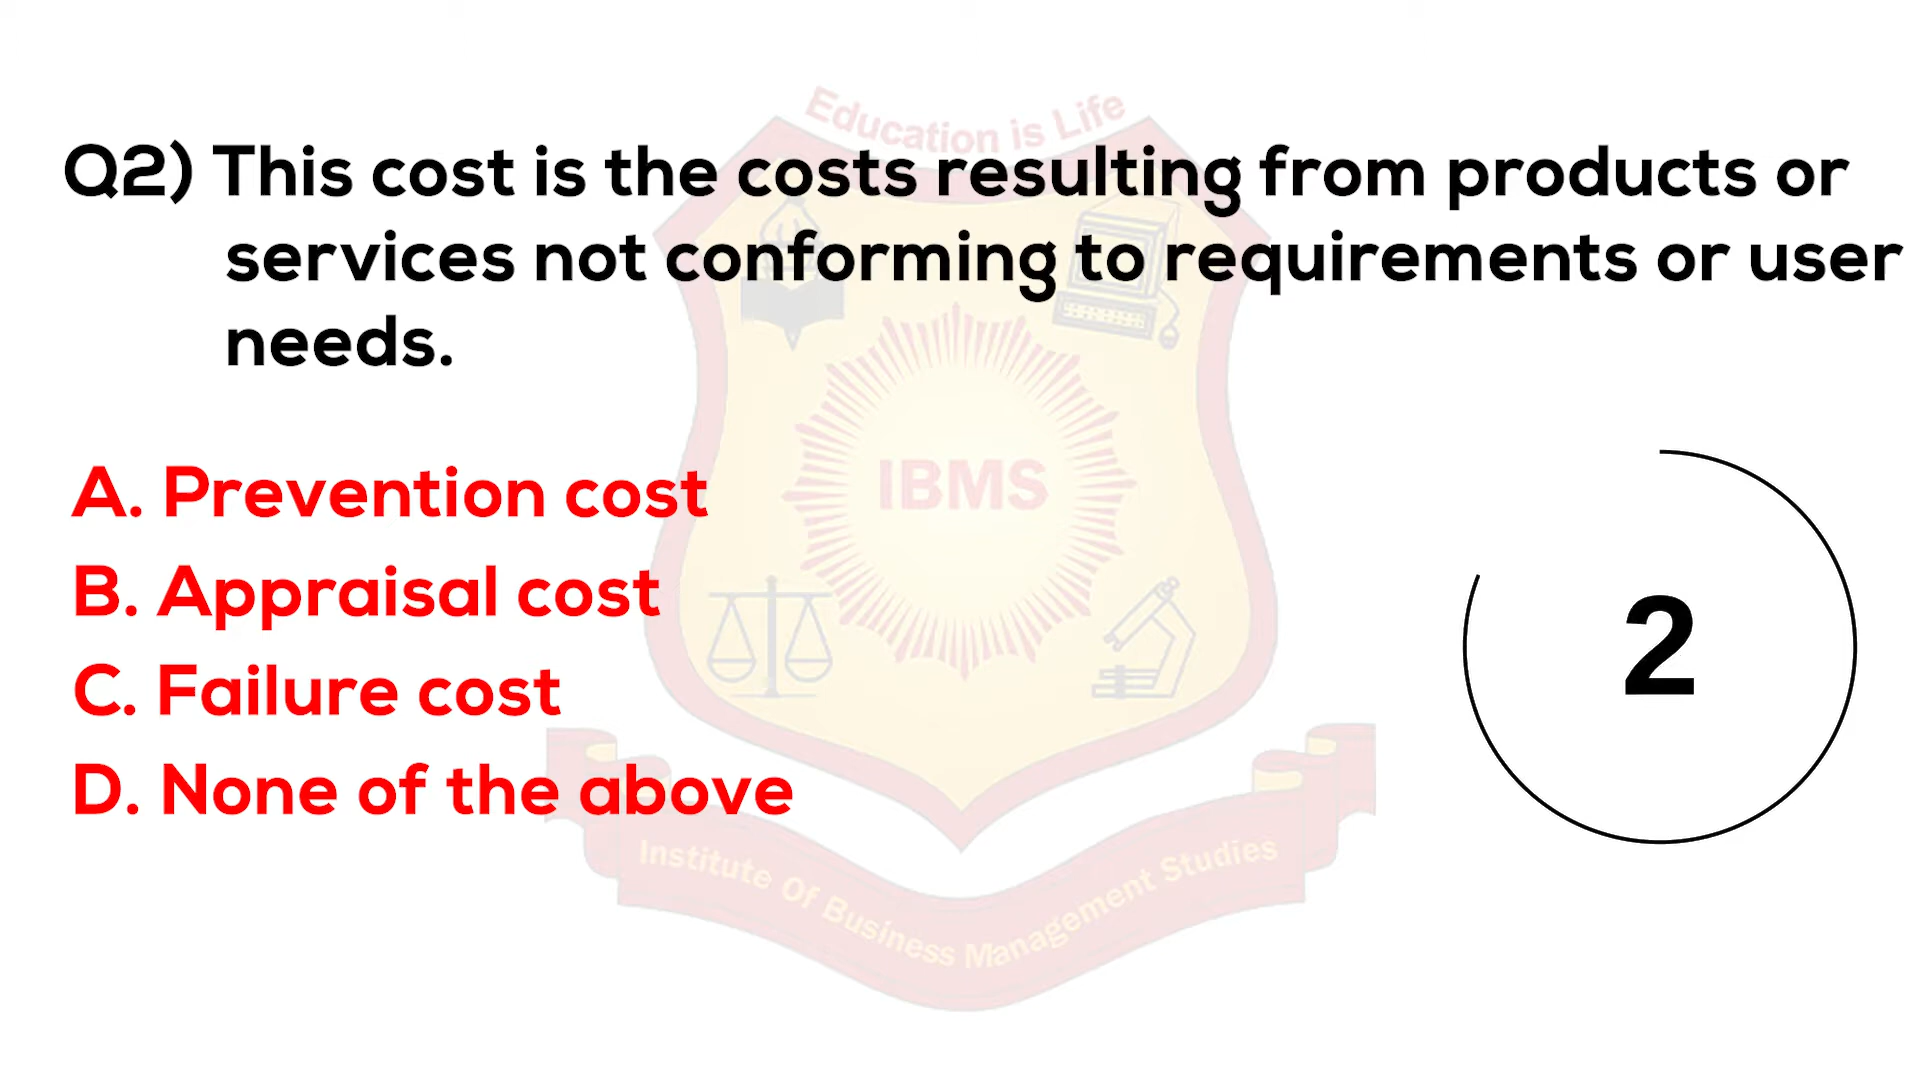 Education is Life
Q2) This cost is the costs resulting from products or
services not conforming to requirements or user
needs.
IBMS
A. Prevention cost
B. Appraisal cost
C. Failure cost
D. None of the above
2
Institute Of Business Management Studies